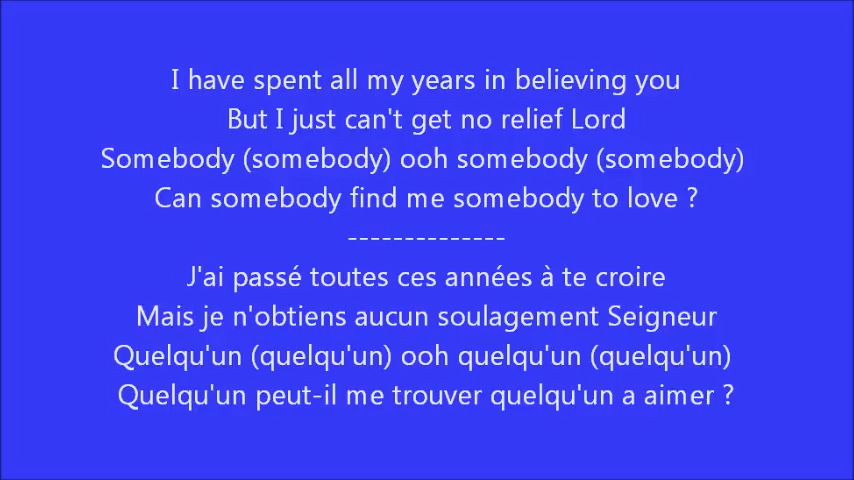 I have spent all my years in believing you
But I just can't get no relief Lord
Somebody (somebody) ooh somebody (somebody)
Can somebody find me somebody to love ?
--------------
J'ai passé toutes ces années à te croire
Mais je n'obtiens aucun soulagement Seigneur
Quelqu'un (quelqu'un) ooh quelqu'un (quelqu'un)
Quelqu'un peut-il me trouver quelqu'un a aimer ?